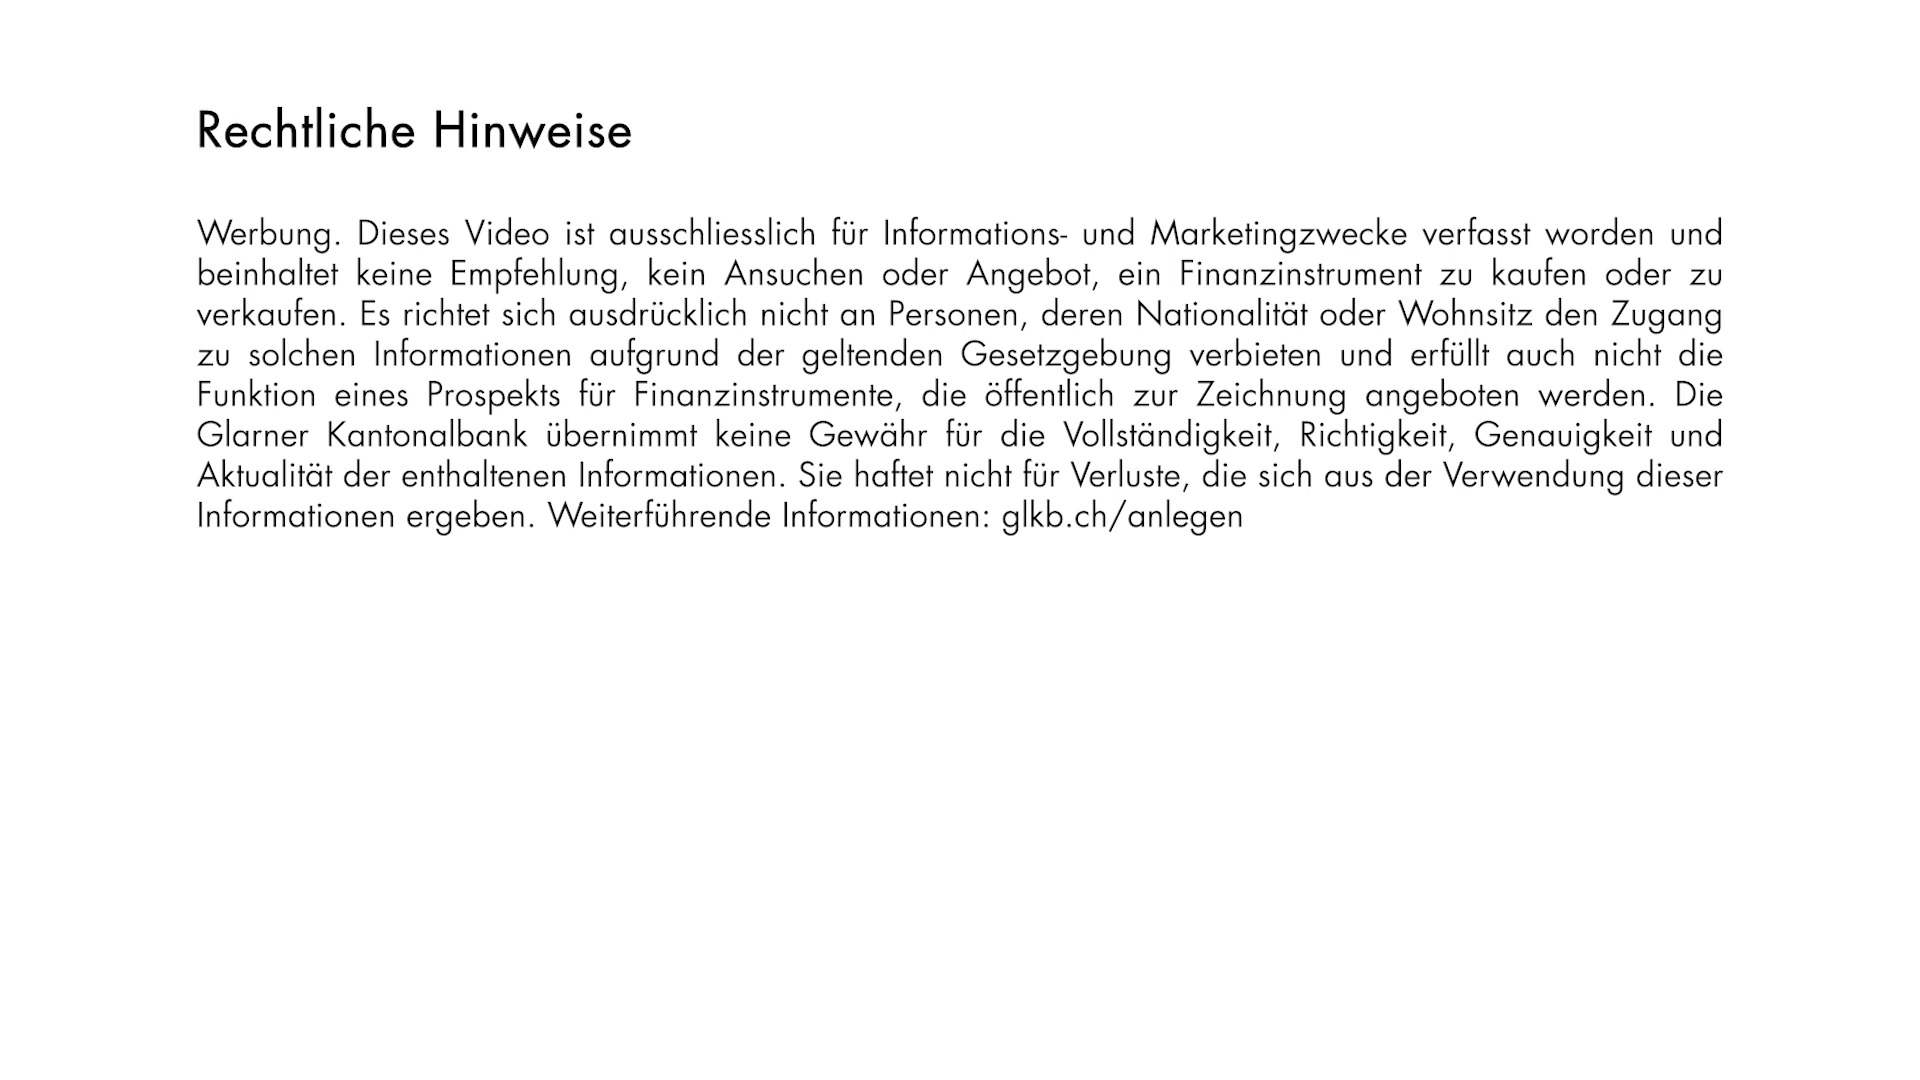 Rechtliche Hinweise
Werbung. Dieses Video ist ausschliesslich für Informations- und Marketingzwecke verfasst worden und
beinhaltet keine Empfehlung, kein Ansuchen oder Angebot, ein Finanzinstrument zu kaufen oder zu
verkaufen. Es richtet sich ausdrücklich nicht an Personen, deren Nationalität oder Wohnsitz den Zugang
zu solchen Informationen aufgrund der geltenden Gesetzgebung verbieten und erfüllt auch nicht die
Funktion eines Prospekts für Finanzinstrumente, die öffentlich zur Zeichnung angeboten werden. Die
Glarner Kantonalbank übernimmt keine Gewähr für die Vollständigkeit, Richtigkeit, Genauigkeit und
Aktualität der enthaltenen Informationen. Sie haftet nicht für Verluste, die sich aus der Verwendung dieser
Informationen ergeben. Weiterführende Informationen: glkb.ch/anlegen